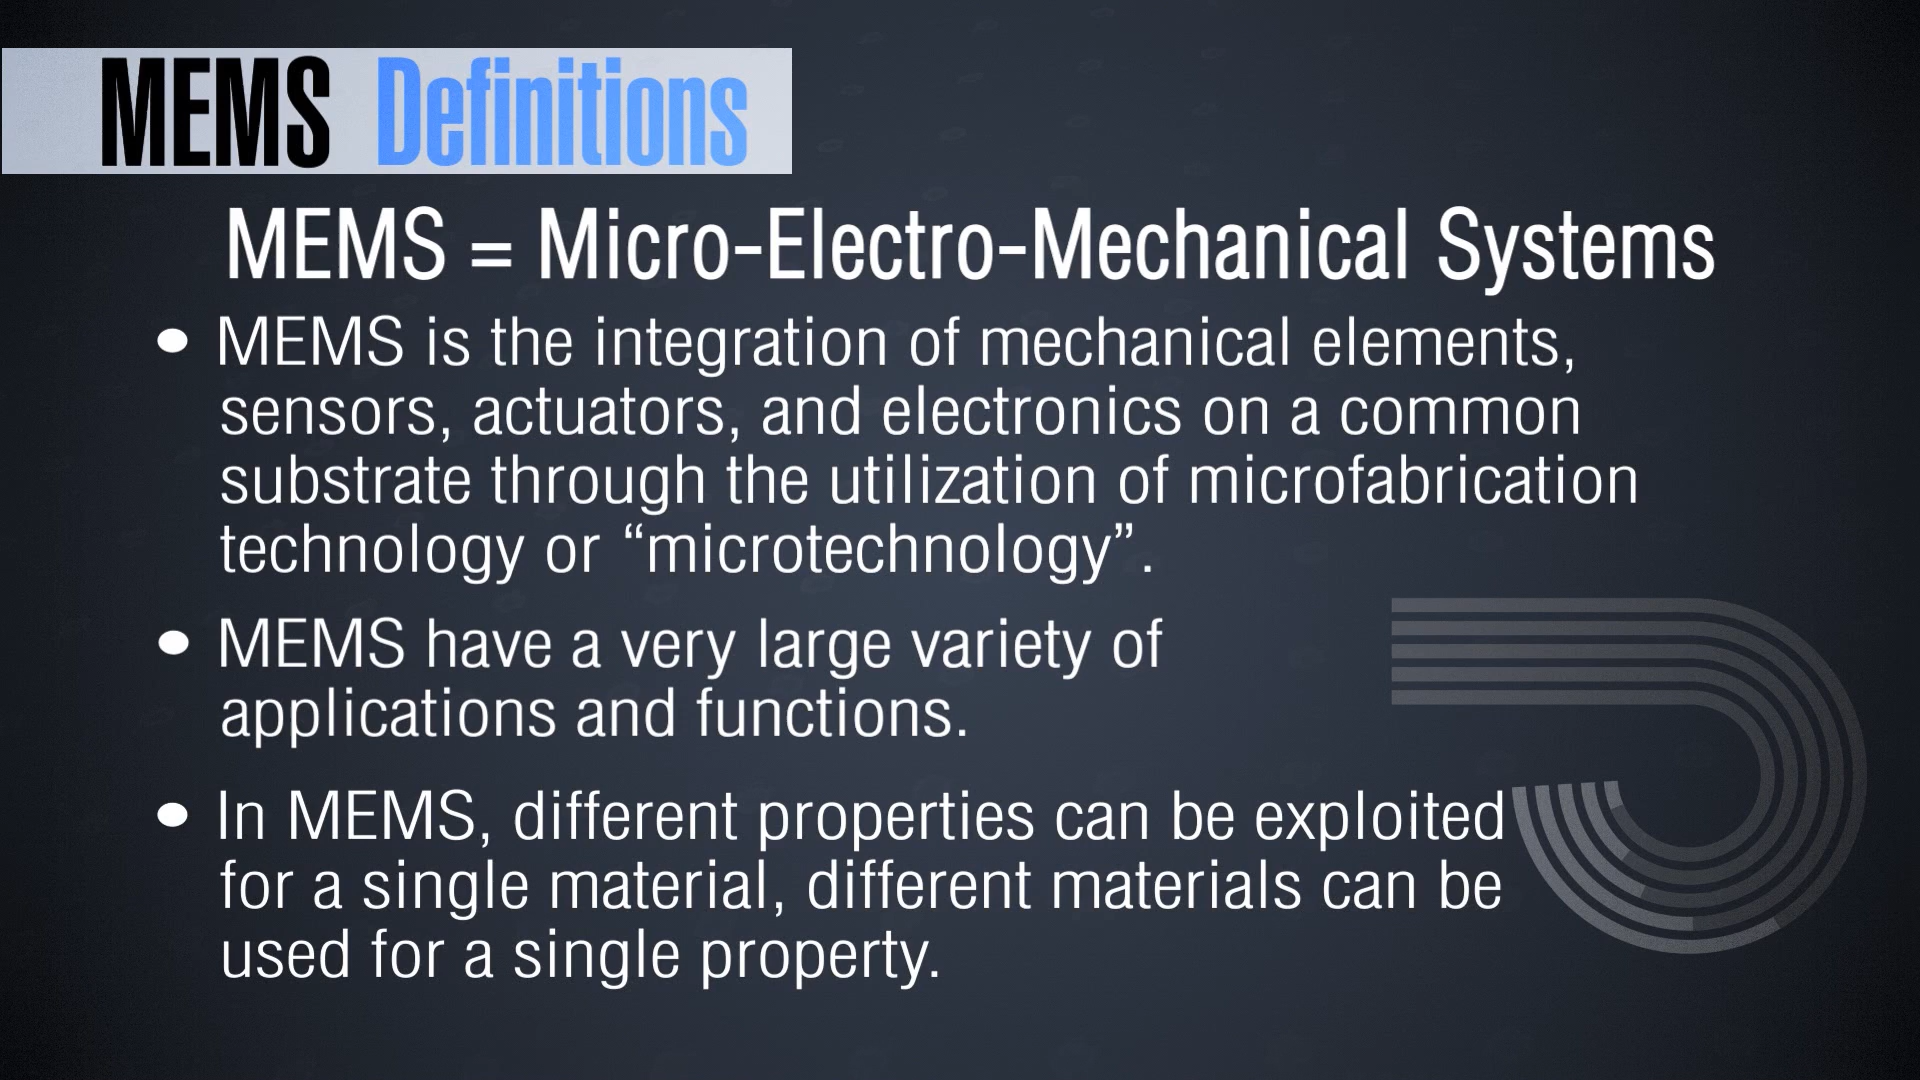 MEMS Definitions
MEMS = Micro-Electro-Mechanical Systems
• MEMS is the integration of mechanical elements,
sensors, actuators, and electronics on a common
substrate through the utilization of microfabrication
technology or “microtechnology”.
• MEMS have a very large variety of
applications and functions.
• In MEMS, different properties can be exploited
for a single material, different materials can be
used for a single property.